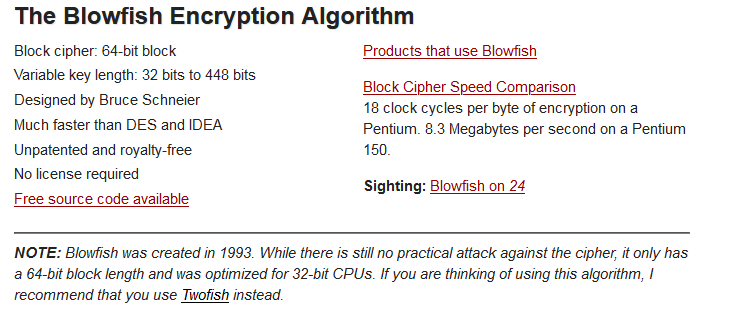 The Blowfish Encryption Algorithm
Block cipher: 64-bit block
Variable key length: 32 bits to 448 bits
Designed by Bruce Schneier
Much faster than DES and IDEA
Unpatented and royalty-free
No license required
Free source code available
Products that use Blowfish
Block Cipher Speed Comparison
18 clock cycles per byte of encryption on a
Pentium. 8.3 Megabytes per second on a Pentium
150.
Sighting: Blowfish on 24
NOTE: Blowfish was created in 1993. While there is still no practical attack against the cipher, it only has
a 64-bit block length and was optimized for 32-bit CPUs. If you are thinking of using this algorithm, I
recommend that you use Twofish instead.